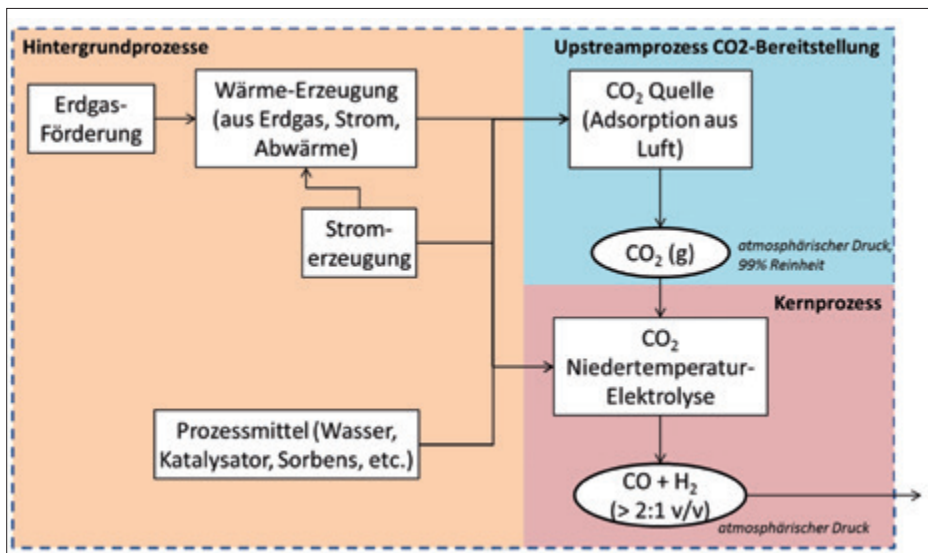 Hintergrundprozesse
Upstreamprozess CO2-Bereitstellung
Erdgas-
Förderung
Wärme-Erzeugung
(aus Erdgas, Strom,
Abwärme)
CO₂ Quelle
(Adsorption aus
Luft)
Strom-
erzeugung
CO₂ (g)
atmosphärischer Druck,
99% Reinheit
Kernprozess
CO₂
Niedertemperatur-
Elektrolyse
Prozessmittel (Wasser,
Katalysator, Sorbens, etc.)
CO + H₂
(> 2:1 v/v)
atmosphärischer Druck